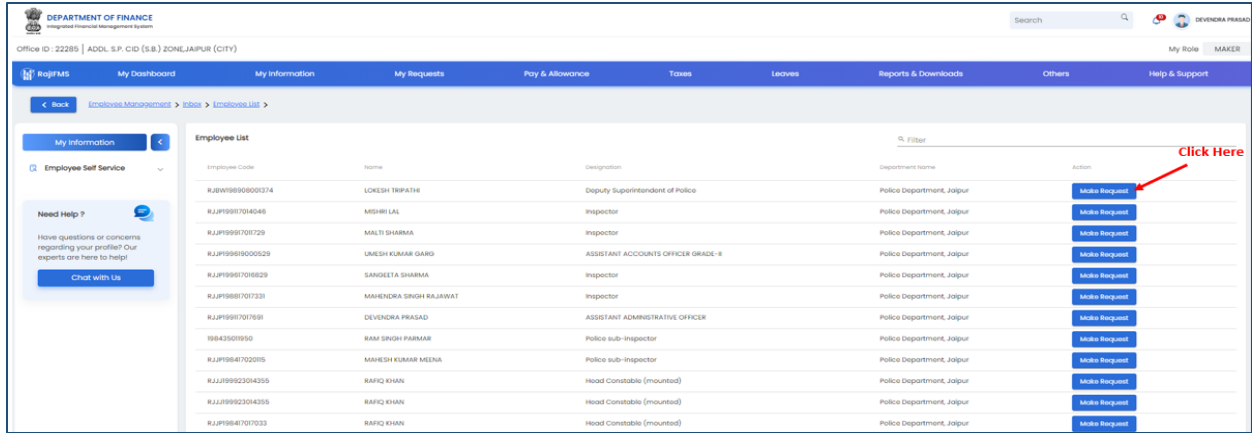 DEPARTMENT OF FINANCE
Integrated Financial Management System
Search
DEVENDRA PRASAD
Office ID : 22285 | ADDL. S.P. CID (S.B.) ZONE,JAIPUR (CITY)
My Role MAKER
RajIFMS My Dashboard My Information My Requests Pay & Allowance Taxes Leaves Reports & Downloads Others Help & Support
Back Employee Management > Inbox > Employee List >
My Information
Employee Self Service
Need Help ?
Have questions or concerns
regarding your profile? Our
experts are here to help!
Chat with Us
Employee List
Filter
Click Here
Employee Code Name Designation Department Name Action
RJBW198908001374 LOKESH TRIPATHI Deputy Superintendent of Police Police Department, Jaipur Make Request
RJJP199117014046 MISHRI LAL Inspector Police Department, Jaipur Make Request
RJJP199917011729 MALTI SHARMA Inspector Police Department, Jaipur Make Request
RJJP199619000529 UMESH KUMAR GARG ASSISTANT ACCOUNTS OFFICER GRADE-II Police Department, Jaipur Make Request
RJJP199617016829 SANGEETA SHARMA Inspector Police Department, Jaipur Make Request
RJJP198817017331 MAHENDRA SINGH RAJAWAT Inspector Police Department, Jaipur Make Request
RJJP199117017691 DEVENDRA PRASAD ASSISTANT ADMINISTRATIVE OFFICER Police Department, Jaipur Make Request
198435011950 RAM SINGH PARMAR Police sub-inspector Police Department, Jaipur Make Request
RJJP198417020115 MAHESH KUMAR MEENA Police sub-inspector Police Department, Jaipur Make Request
RJJJ199923014355 RAFIQ KHAN Head Constable (mounted) Police Department, Jaipur Make Request
RJJJ199923014355 RAFIQ KHAN Head Constable (mounted) Police Department, Jaipur Make Request
RJJP198417017033 RAFIQ KHAN Head Constable (mounted) Police Department, Jaipur Make Request